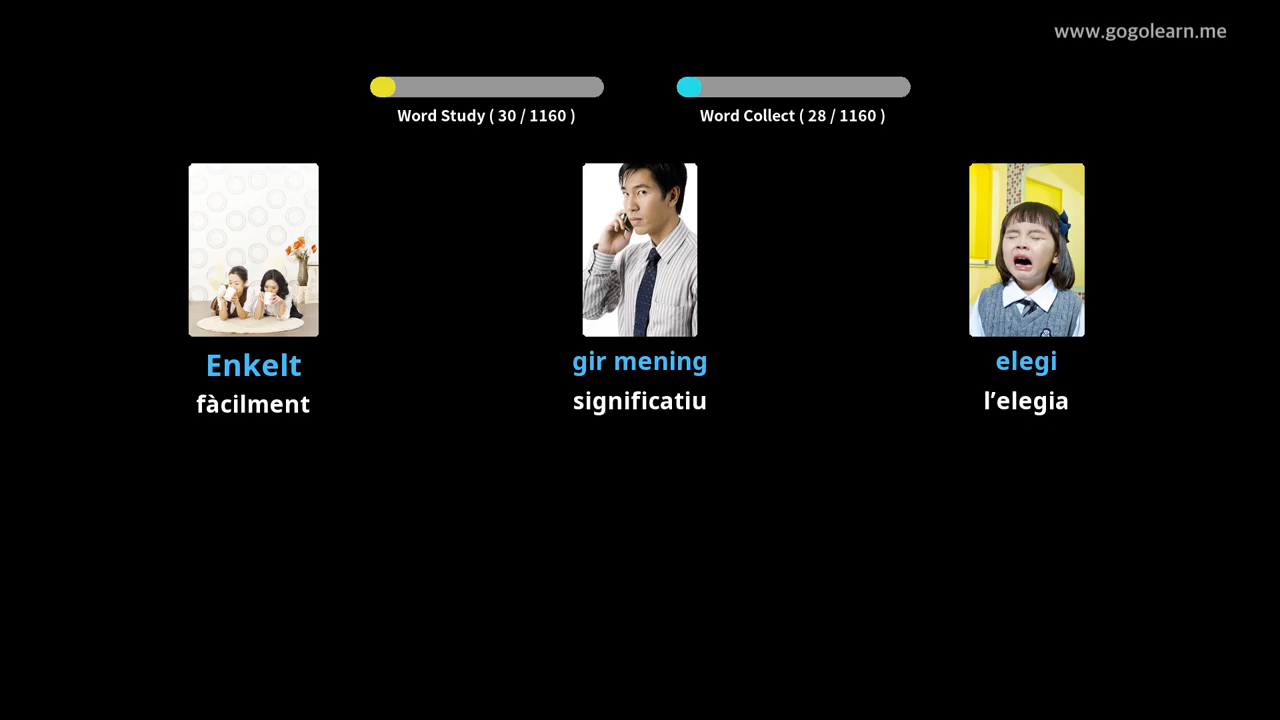 www.gogolearn.me
Word Study ( 30 / 1160 )
Word Collect ( 28 / 1160 )
Enkelt
fàcilment
gir mening
significatiu
elegi
l’elegia